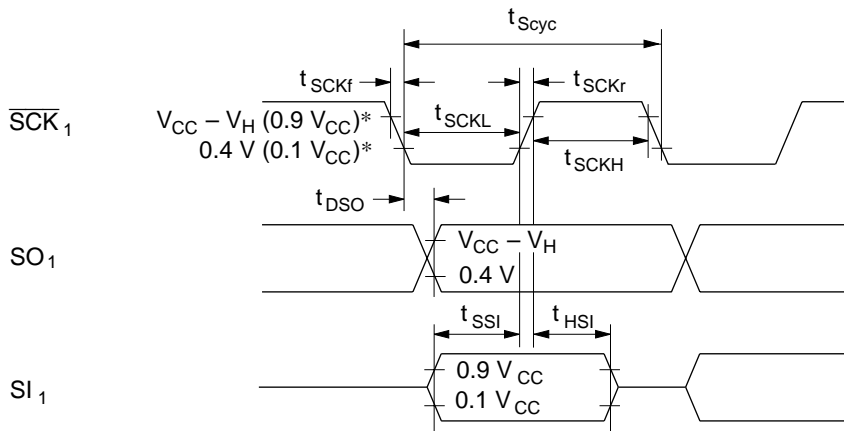 tScyc
tSCKf
tSCKr
SCK1
VCC – VH (0.9 VCC)*
tSCKL
0.4 V (0.1 VCC)*
tSCKH
tDSO
SO1
VCC – VH
0.4 V
tSSI
tHSI
SI1
0.9 VCC
0.1 VCC